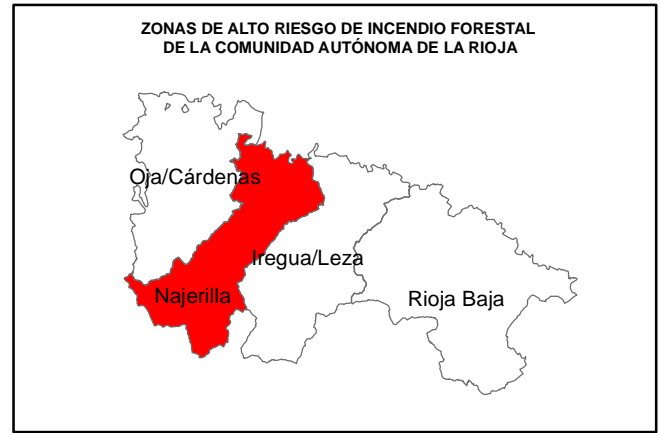 ZONAS DE ALTO RIESGO DE INCENDIO FORESTAL
DE LA COMUNIDAD AUTÓNOMA DE LA RIOJA
Oja/Cárdenas
Iregua/Leza
Najerilla
Rioja Baja